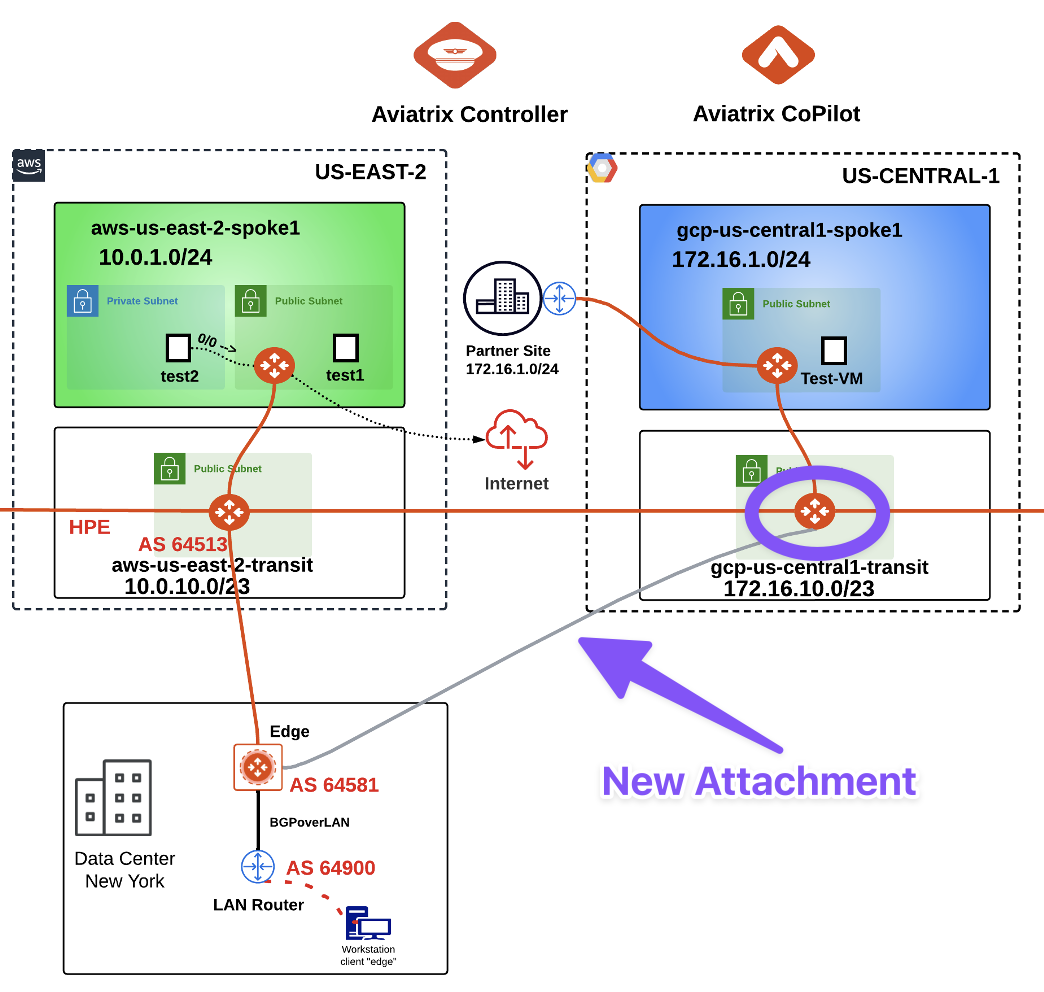 Aviatrix Controller
Aviatrix CoPilot
aws
US-EAST-2
US-CENTRAL-1
aws-us-east-2-spoke1
10.0.1.0/24
Private Subnet
Public Subnet
0/0 -->
test2
test1
gcp-us-central1-spoke1
172.16.1.0/24
Public Subnet
Test-VM
Partner Site
172.16.1.0/24
Internet
Public Subnet
HPE
AS 64513
aws-us-east-2-transit
10.0.10.0/23
gcp-us-central1-transit
172.16.10.0/23
New Attachment
Edge
AS 64581
BGPoverLAN
Data Center
New York
AS 64900
LAN Router
Workstation
client "edge"